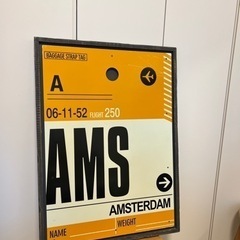 BAGGAGE STRAP TAG
A
06-11-52 FLIGHT 250
AMS
AMSTERDAM
NAME WEIGHT